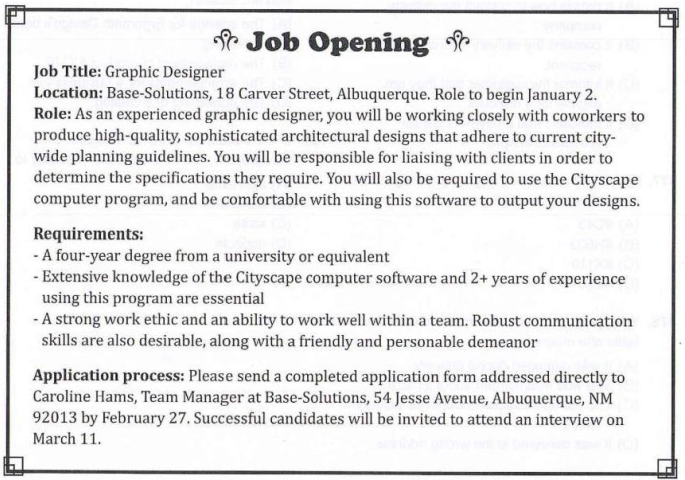 Job Opening
Job Title: Graphic Designer
Location: Base-Solutions, 18 Carver Street, Albuquerque. Role to begin January 2.
Role: As an experienced graphic designer, you will be working closely with coworkers to
produce high-quality, sophisticated architectural designs that adhere to current city-
wide planning guidelines. You will be responsible for liaising with clients in order to
determine the specifications they require. You will also be required to use the Cityscape
computer program, and be comfortable with using this software to output your designs.
Requirements:
- A four-year degree from a university or equivalent
- Extensive knowledge of the Cityscape computer software and 2+ years of experience
using this program are essential
- A strong work ethic and an ability to work well within a team. Robust communication
skills are also desirable, along with a friendly and personable demeanor
Application process: Please send a completed application form addressed directly to
Caroline Hams, Team Manager at Base-Solutions, 54 Jesse Avenue, Albuquerque, NM
92013 by February 27. Successful candidates will be invited to attend an interview on
March 11.